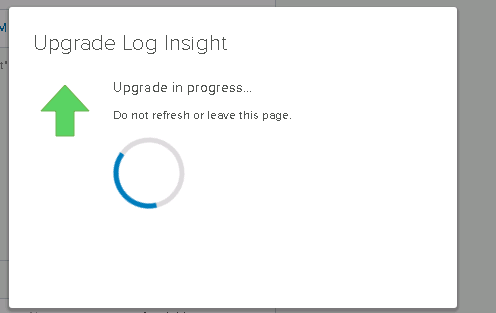 Upgrade Log Insight
Upgrade in progress...
Do not refresh or leave this page.